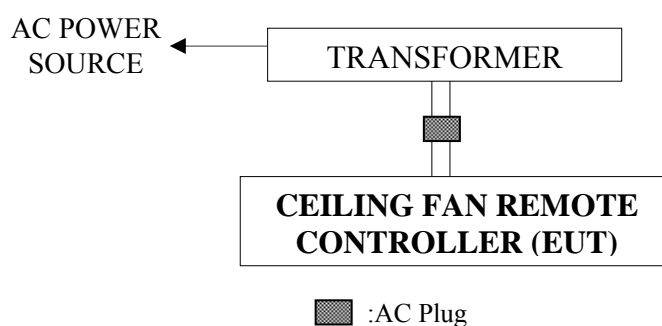 AC POWER
SOURCE
TRANSFORMER
CEILING FAN REMOTE
CONTROLLER (EUT)
:AC Plug